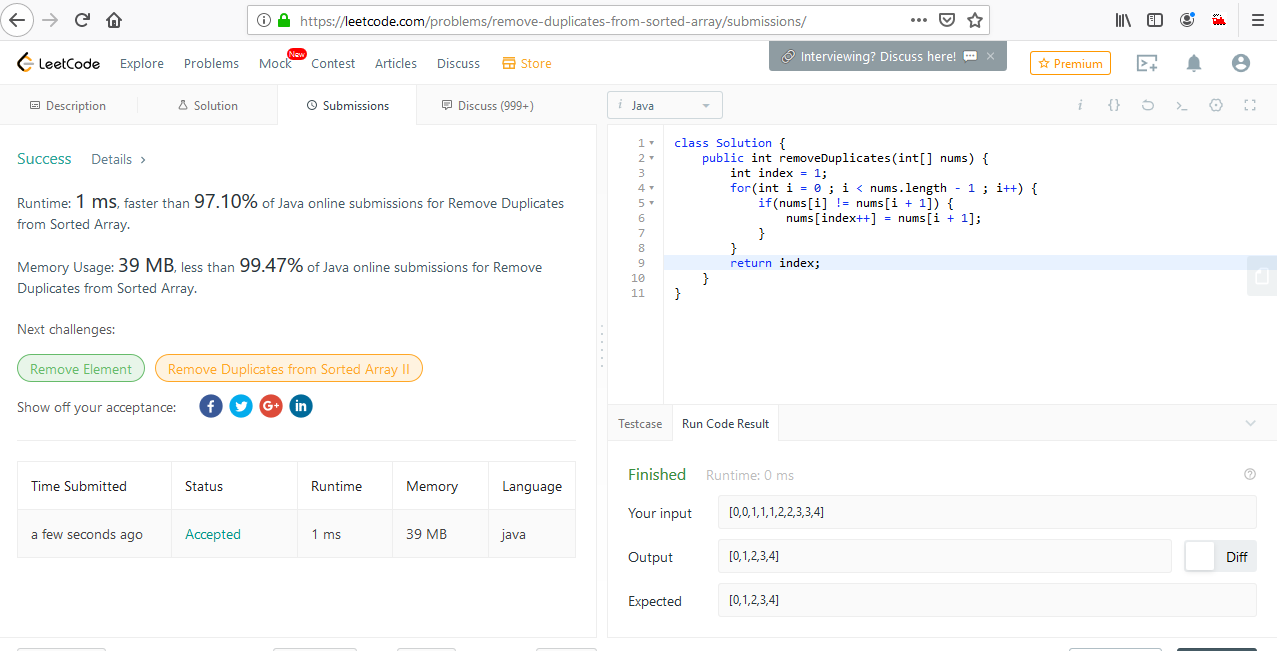 https://leetcode.com/problems/remove-duplicates-from-sorted-array/submissions/
LeetCode Explore Problems Mock New Contest Articles Discuss Store
Interviewing? Discuss here! ×
Premium
Description Solution Submissions Discuss (999+)
i Java
Success Details >
Runtime: 1 ms, faster than 97.10% of Java online submissions for Remove Duplicates
from Sorted Array.
Memory Usage: 39 MB, less than 99.47% of Java online submissions for Remove
Duplicates from Sorted Array.
Next challenges:
Remove Element Remove Duplicates from Sorted Array II
Show off your acceptance:
Time Submitted Status Runtime Memory Language
a few seconds ago Accepted 1 ms 39 MB java
1 class Solution {
2 public int removeDuplicates(int[] nums) {
3 int index = 1;
4 for(int i = 0 ; i < nums.length - 1 ; i++) {
5 if(nums[i] != nums[i + 1]) {
6 nums[index++] = nums[i + 1];
7 }
8 }
9 return index;
10 }
11 }
Testcase Run Code Result
Finished Runtime: 0 ms
Your input [0,0,1,1,1,2,2,3,3,4]
Output [0,1,2,3,4] Diff
Expected [0,1,2,3,4]